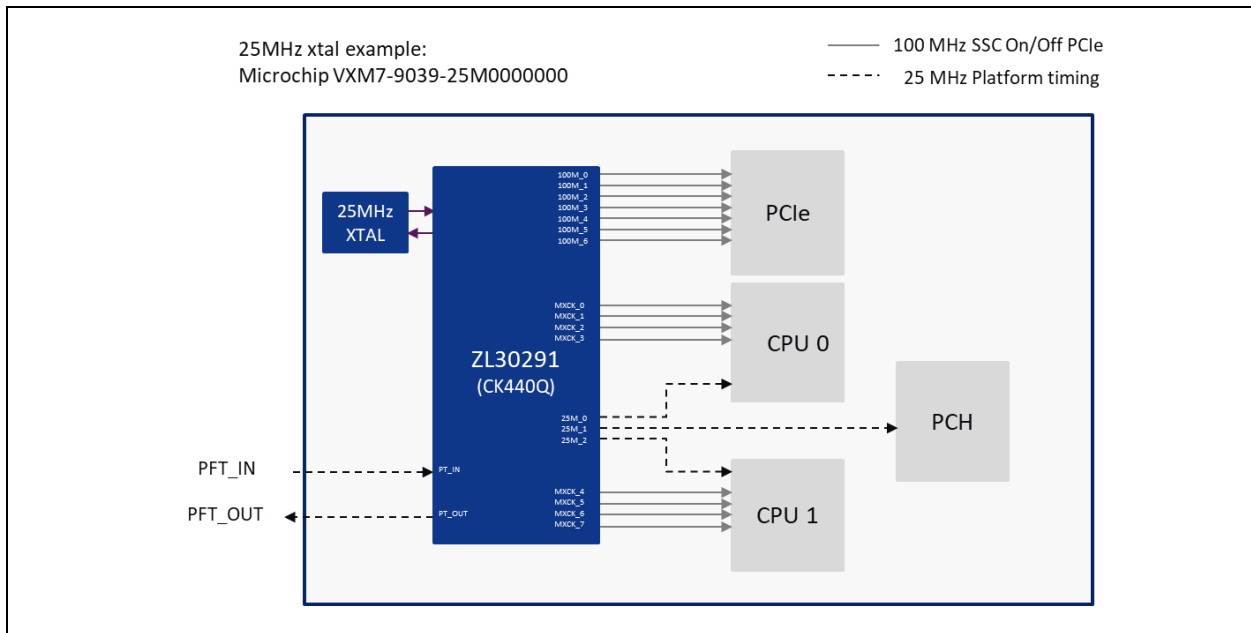 25MHz xtal example:
Microchip VXM7-9039-25M0000000
100 MHz SSC On/Off PCIe
25 MHz Platform timing
25MHz
XTAL
100M_0
100M_1
100M_2
100M_3
100M_4
100M_5
100M_6
PCIe
MXCK_0
MXCK_1
MXCK_2
MXCK_3
CPU 0
ZL30291
(CK440Q)
25M_0
25M_1
25M_2
PCH
PFT_IN
PT_IN
PFT_OUT
PT_OUT
MXCK_4
MXCK_5
MXCK_6
MXCK_7
CPU 1